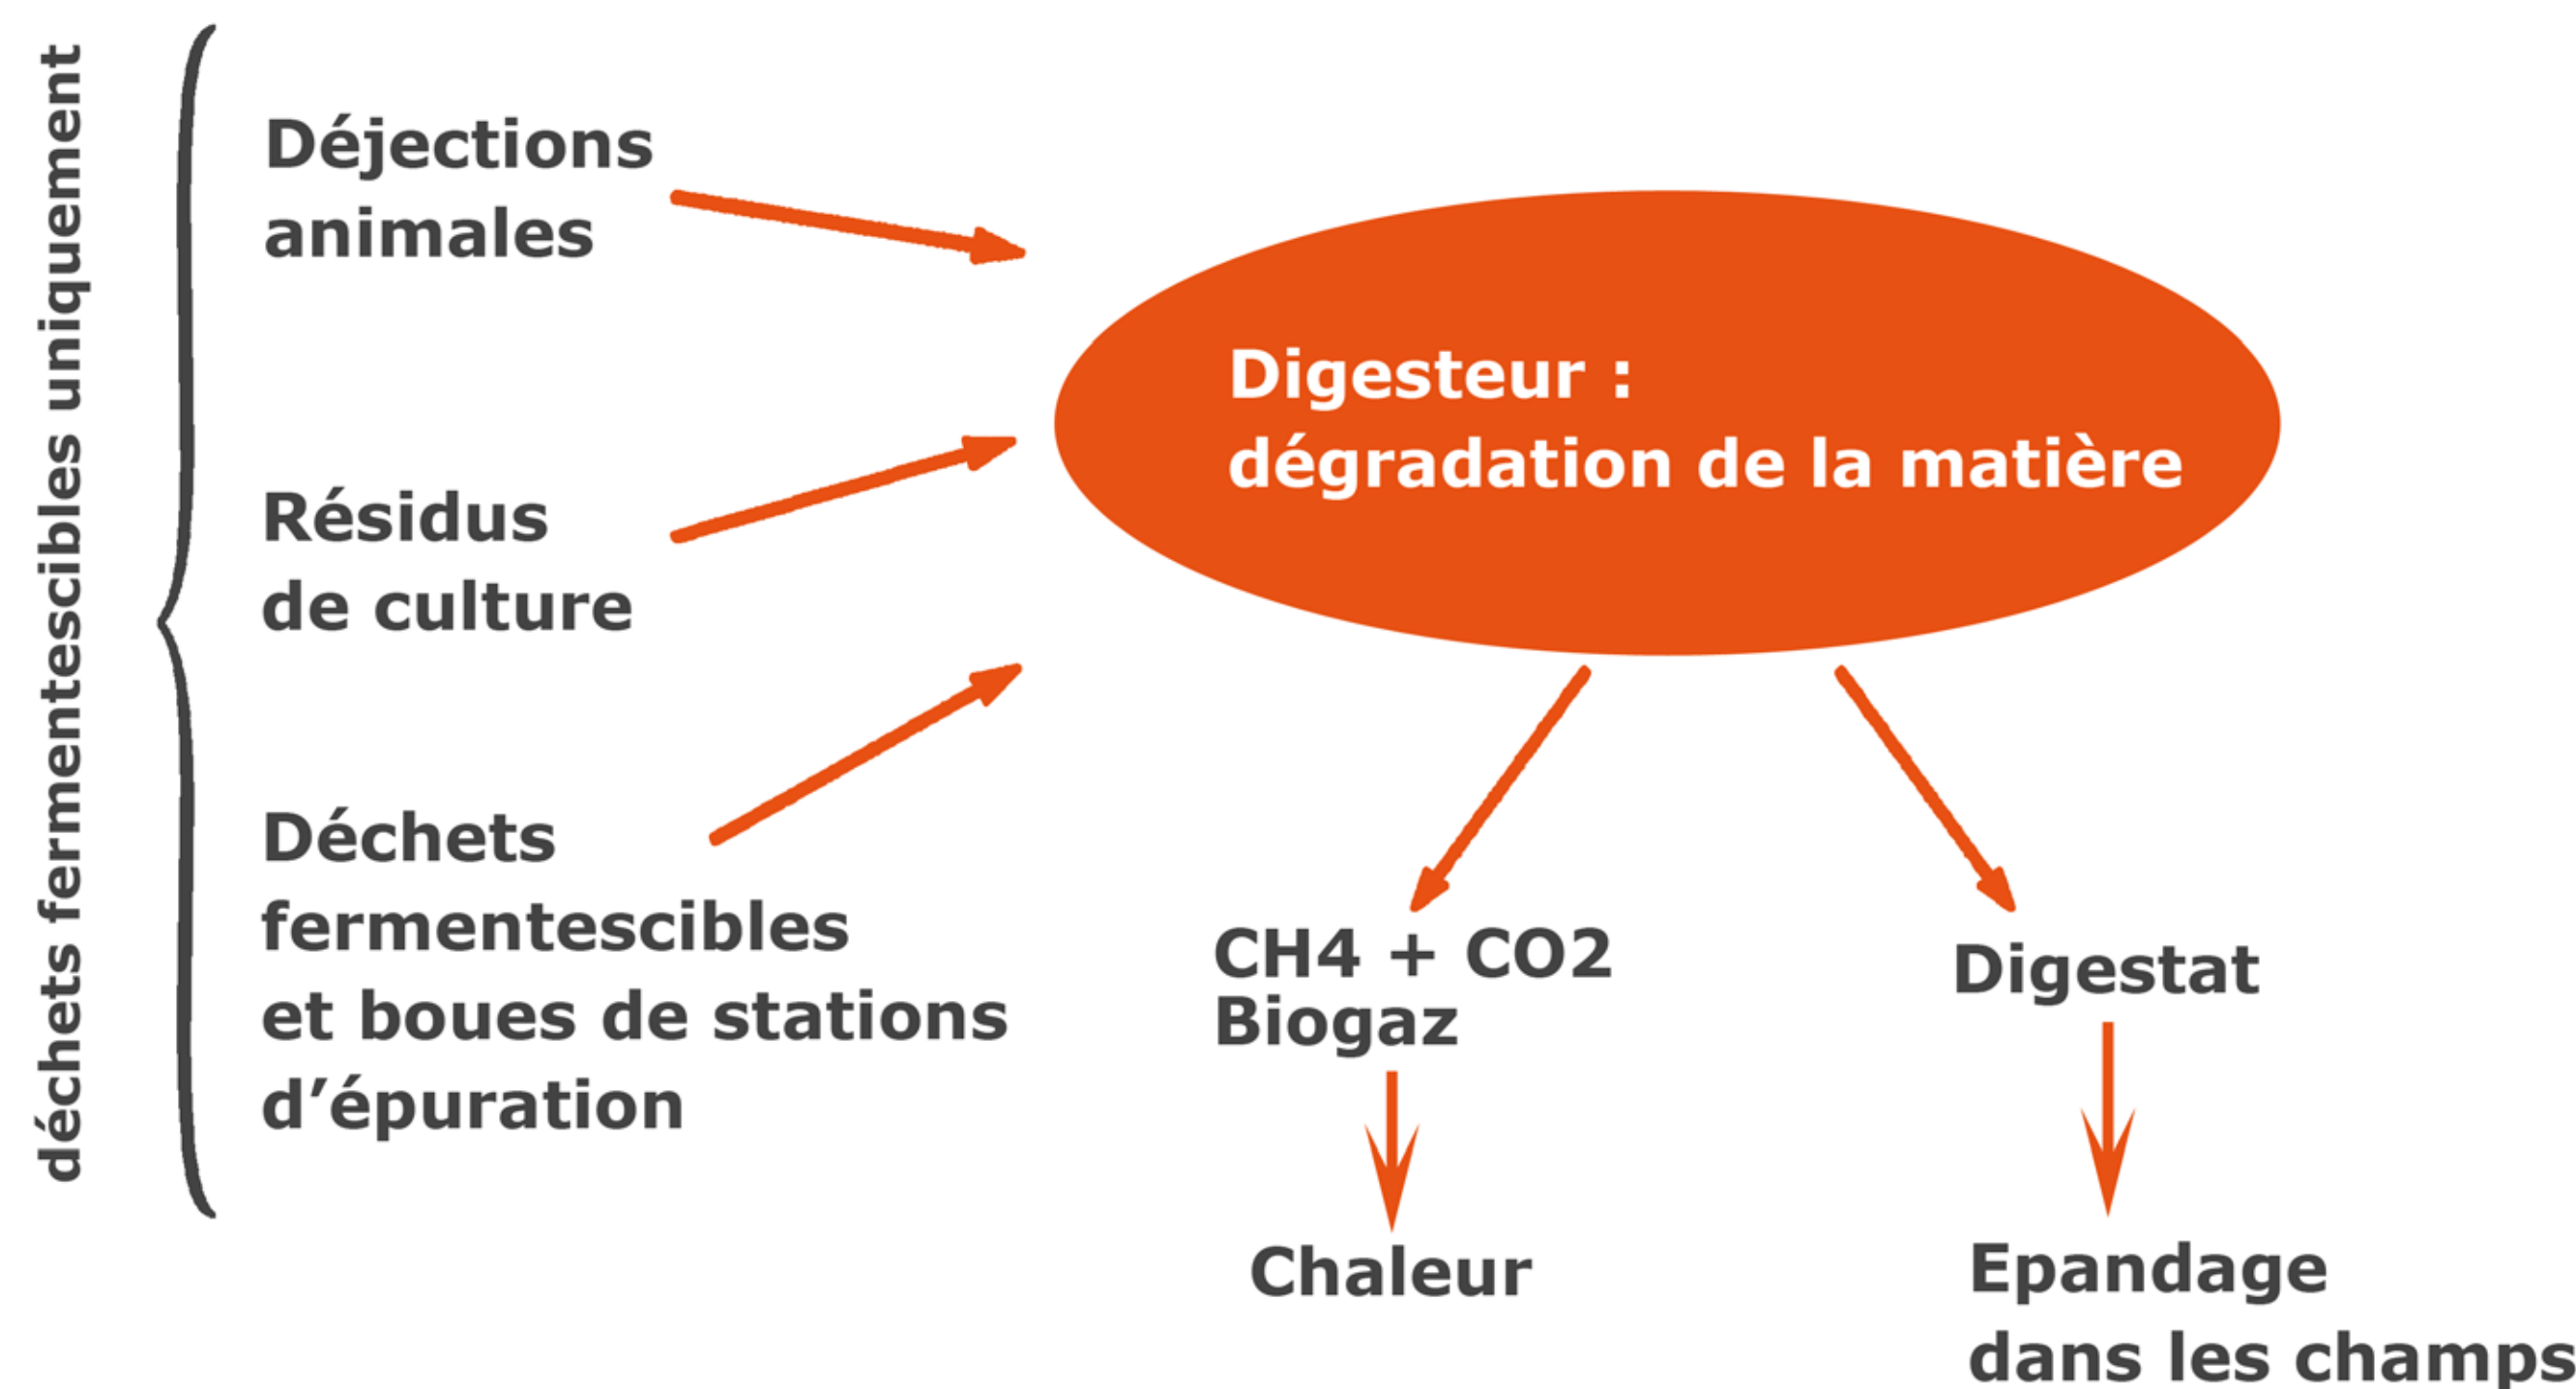 déchets fermentescibles uniquement
Déjections
animales
Résidus
de culture
Déchets
fermentescibles
et boues de stations
d’épuration
Digesteur :
dégradation de la matière
CH4 + CO2
Biogaz
Chaleur
Digestat
Epandage
dans les champs